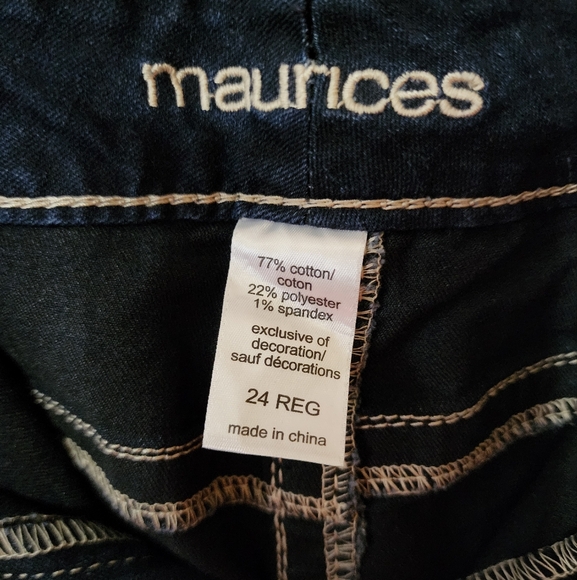 maurices
77% cotton/
coton
22% polyester
1% spandex
exclusive of
decoration/
sauf décorations
24 REG
made in china